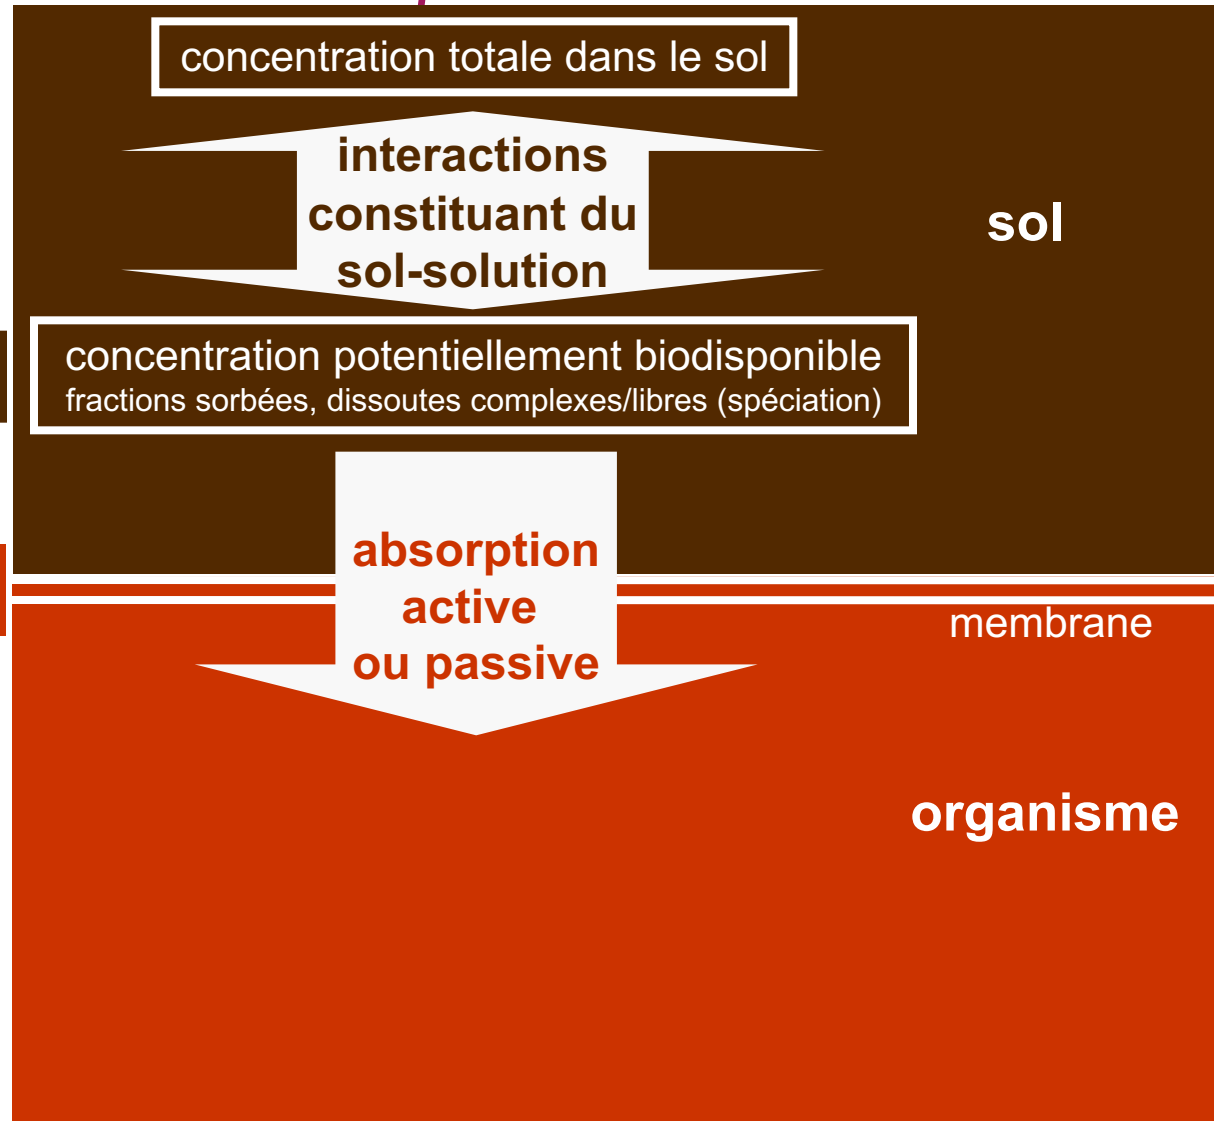 concentration totale dans le sol
interactions
constituant du
sol-solution
sol
concentration potentiellement biodisponible
fractions sorbées, dissoutes complexes/libres (spéciation)
absorption
active
ou passive
membrane
organisme